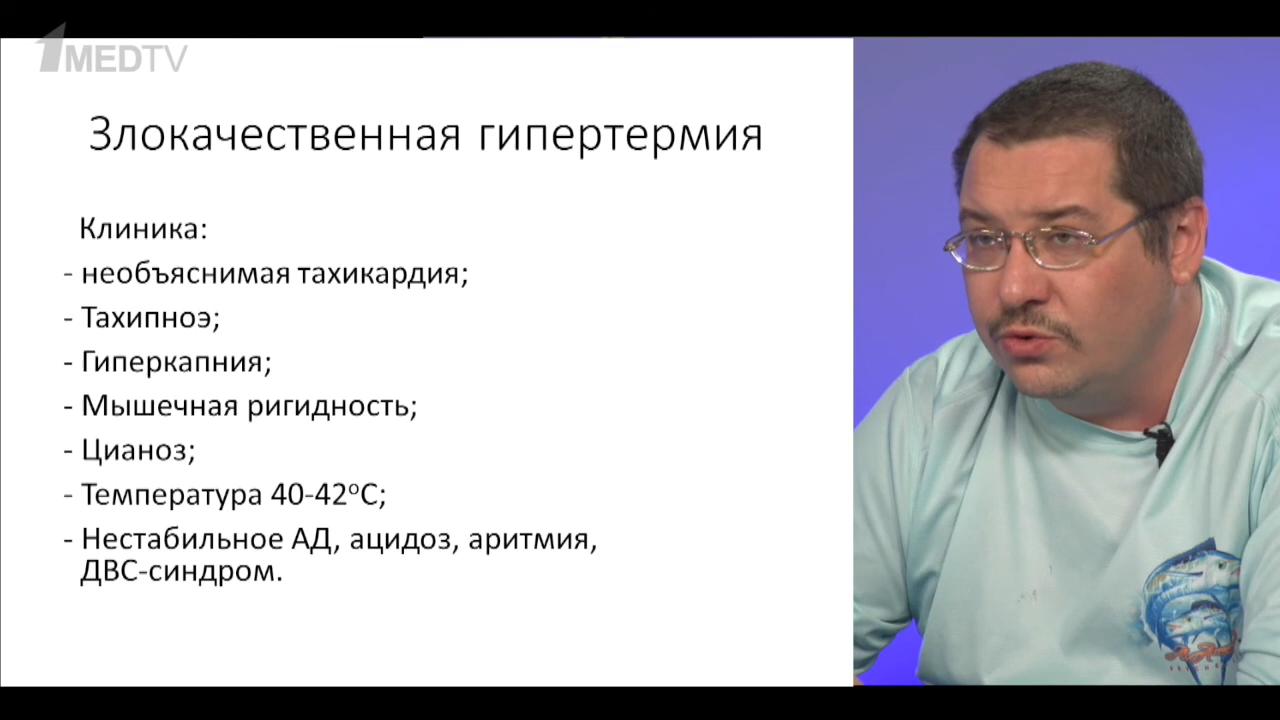 1MEDTV
Злокачественная гипертермия
Клиника:
- необъяснимая тахикардия;
- Тахипноэ;
- Гиперкапния;
- Мышечная ригидность;
- Цианоз;
- Температура 40-42ºС;
- Нестабильное АД, ацидоз, аритмия,
ДВС-синдром.